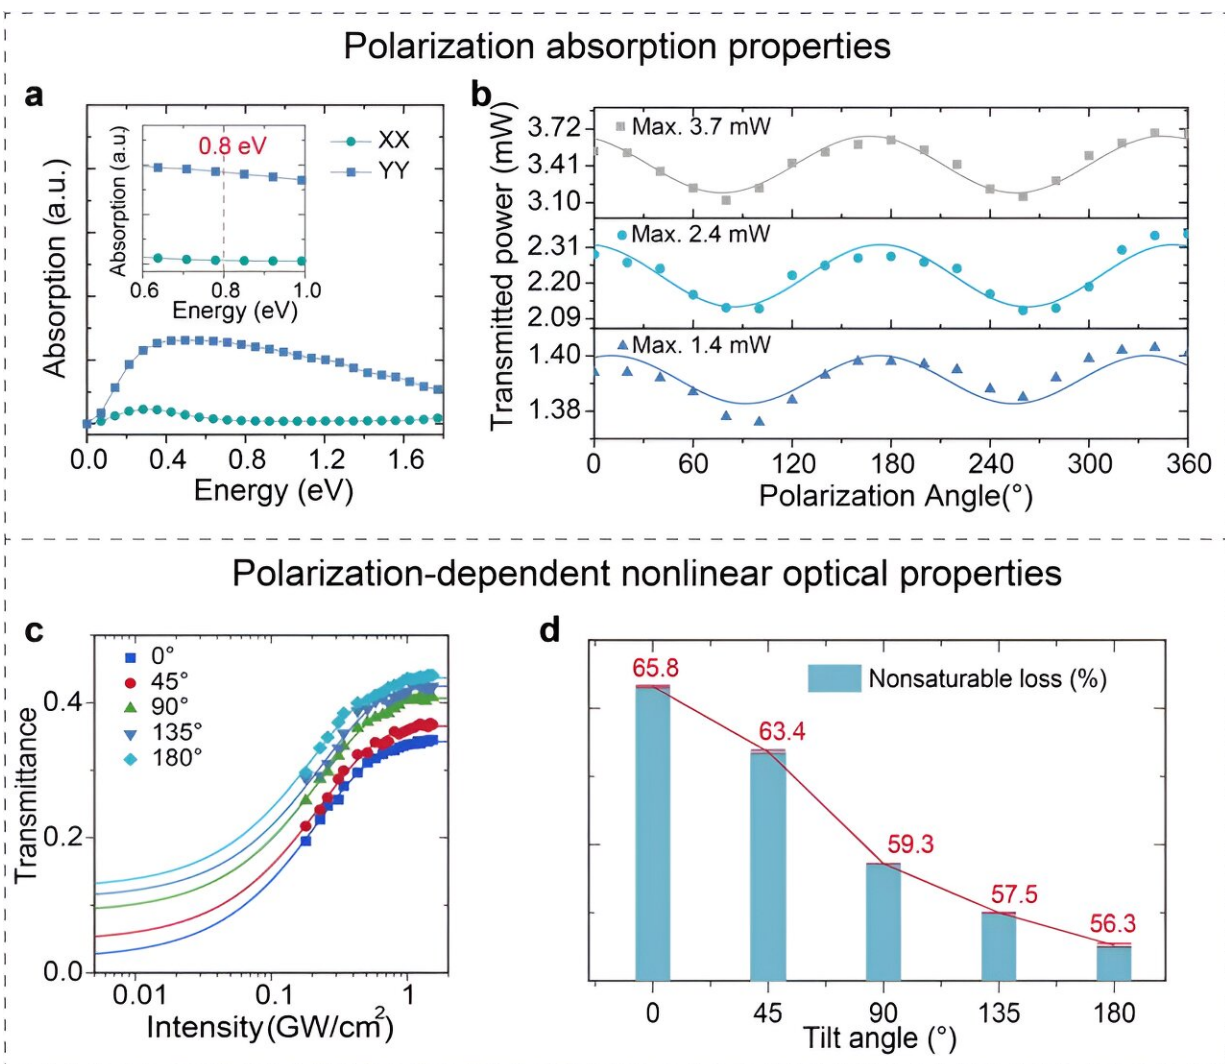 Polarization absorption properties
a
Absorption (a.u.)
XX
YY
0.8 eV
Absorption (a.u.)
0.6 0.8 1.0
Energy (eV)
0.0 0.4 0.8 1.2 1.6
Energy (eV)
b
Transmitted power (mW)
Max. 3.7 mW
3.72
3.41
3.10
Max. 2.4 mW
2.31
2.20
2.09
Max. 1.4 mW
1.40
1.38
0 60 120 180 240 300 360
Polarization Angle(°)
Polarization-dependent nonlinear optical properties
c
Transmittance
0°
45°
90°
135°
180°
0.4
0.2
0.0
0.01 0.1 1
Intensity(GW/cm²)
d
Nonsaturable loss (%)
65.8
63.4
59.3
57.5
56.3
0 45 90 135 180
Tilt angle (°)